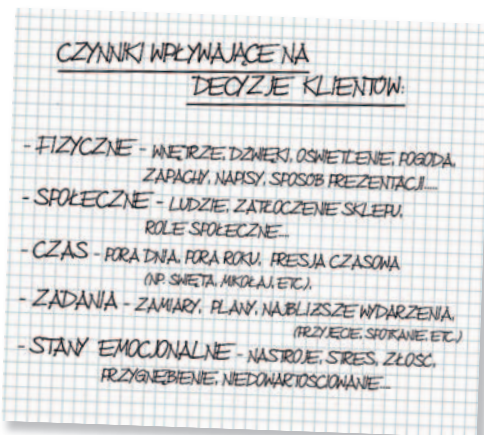 CZYNNIKI WPŁYWAJĄCE NA
DECYZJE KLIENTÓW:
- FIZYCZNE - WNĘTRZE, DŹWIĘKI, OŚWIETLENIE, POGODA,
ZAPACHY, NAPISY, SPOSÓB PREZENTACJI...
- SPOŁECZNE - LUDZIE, ZATŁOCZENIE SKLEPU,
ROLE SPOŁECZNE...
- CZAS - PORA DNIA, PORA ROKU, PRESJA CZASOWA
(NP. ŚWIĘTA, MIKOŁAJ, ETC.),
- ZADANIA - ZAMIARY, PLANY, NAJBLIŻSZE WYDARZENIA,
(PRZYJĘCIE, SPOTKANIE, ETC.)
- STANY EMOCJONALNE - NASTROJE, STRES, ZŁOŚĆ,
PRZYGNĘBIENIE, NIEDOWARTOŚCIOWANIE...